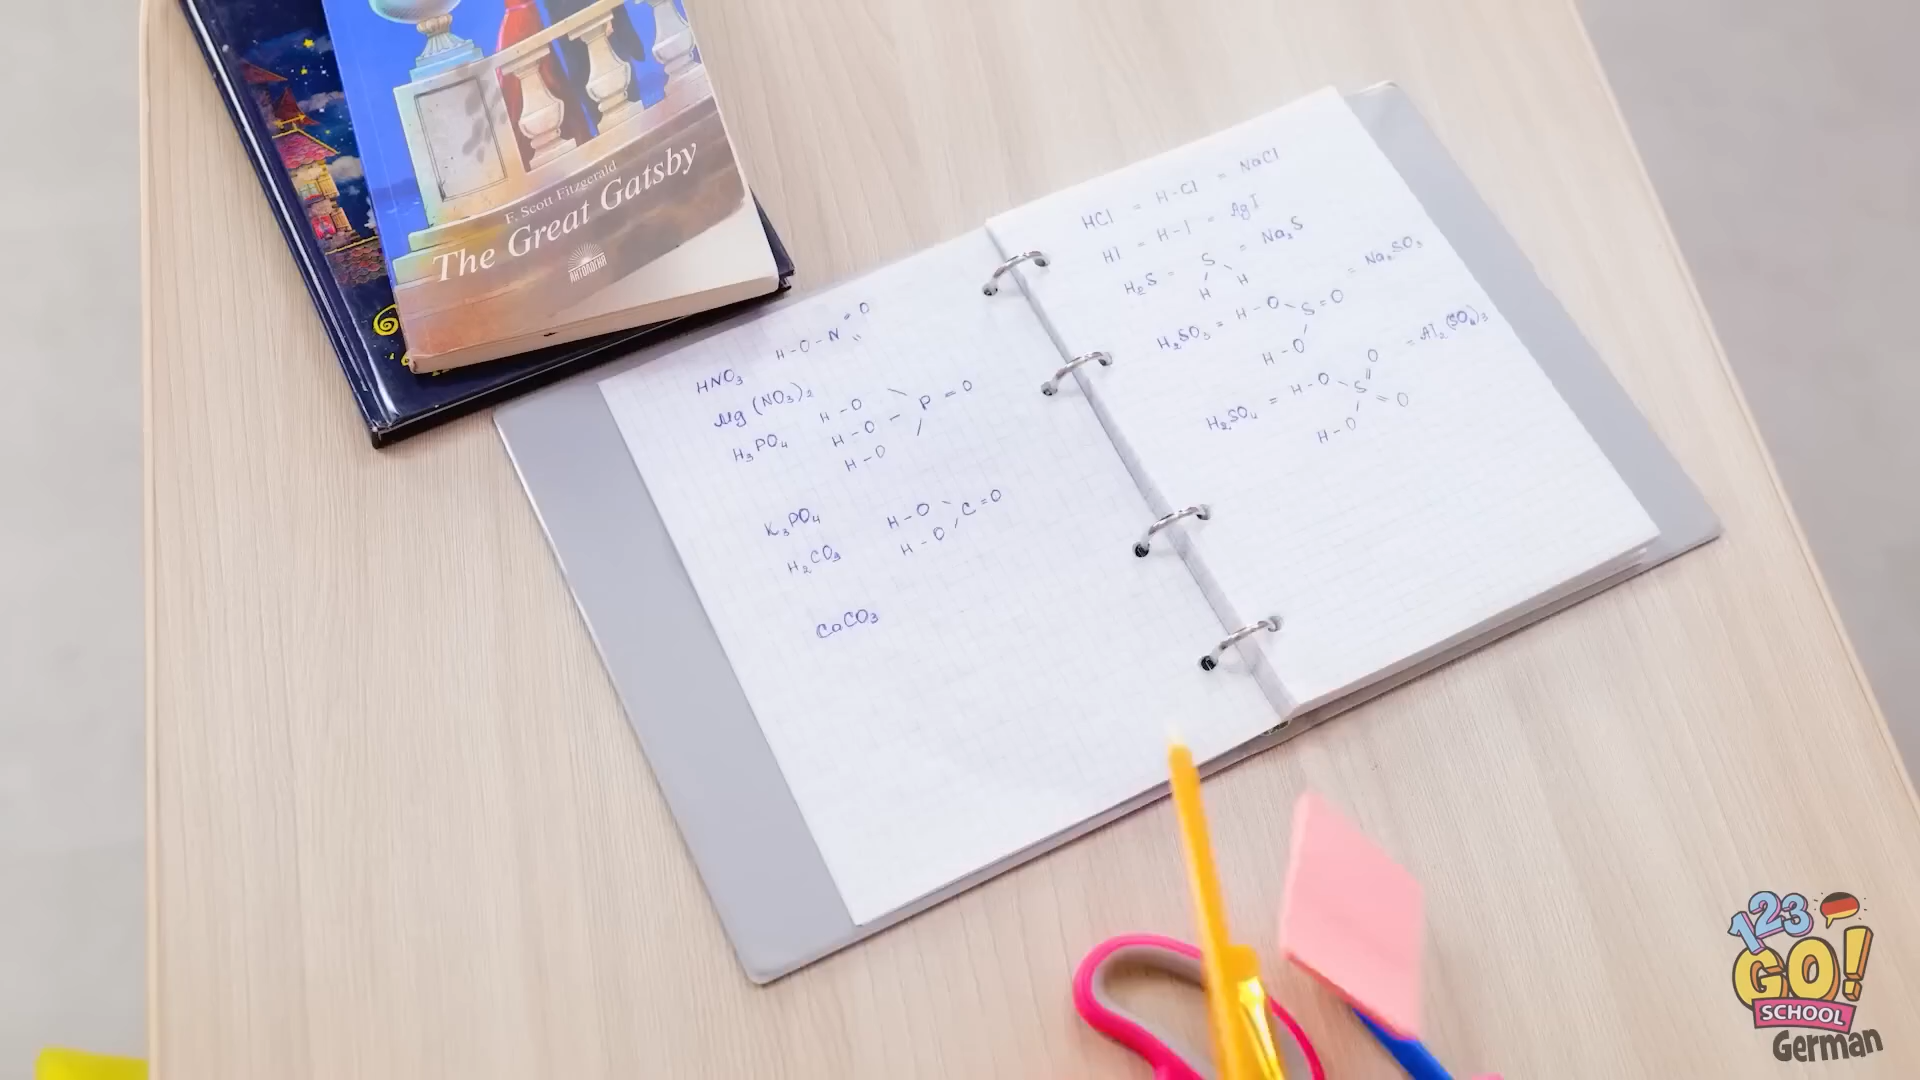 F. Scott Fitzgerald
The Great Gatsby
АНТОЛОГИЯ
HNO₃ H-O-N=O
Mg(NO₃)₂
H₃PO₄ H-O H-O H-O P=O
K₃PO₄
H₂CO₃ H-O H-O C=O
CaCO₃
HCl = H-Cl = NaCl
HI = H-I = AgI
H₂S = S H H = Na₂S
H₂SO₃ = H-O S=O H-O = Na₂SO₃
H₂SO₄ = H-O S O O H-O = Al₂(SO₄)₃
123
GO!
SCHOOL
German